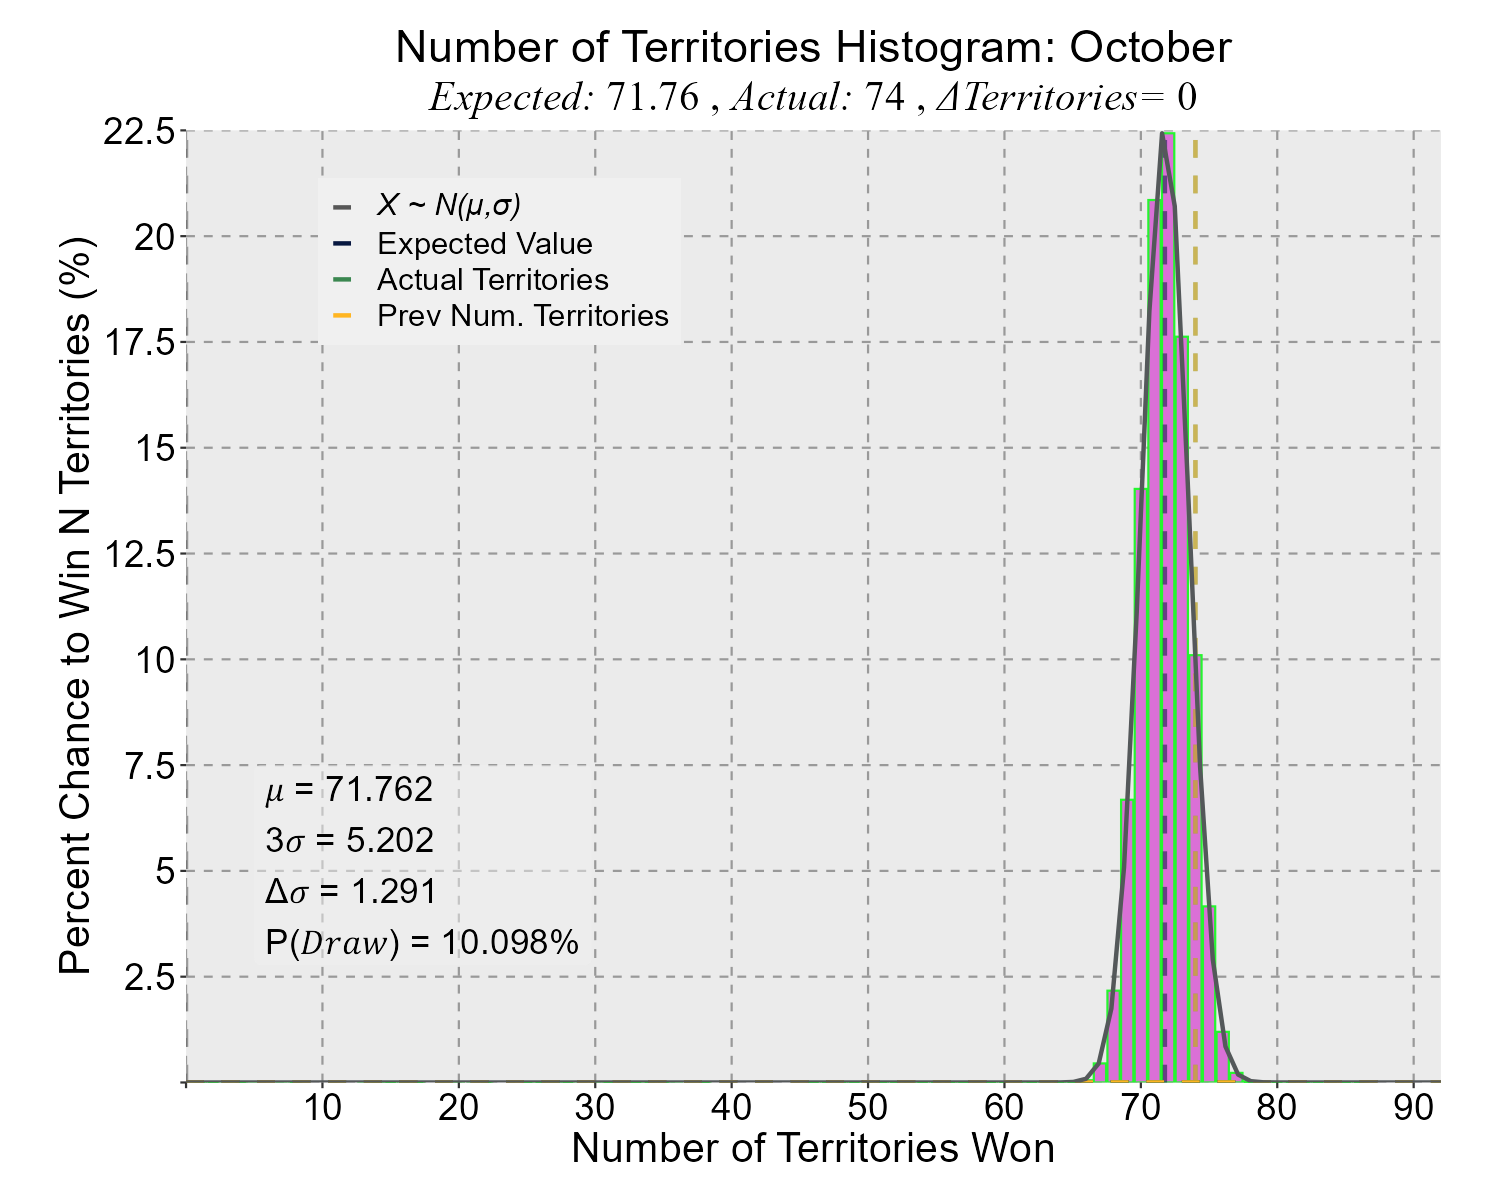 Number of Territories Histogram: October
Expected: 71.76 , Actual: 74 , ΔTerritories= 0
Percent Chance to Win N Territories (%)
22.5
20
17.5
15
12.5
10
7.5
5
2.5
X ~ N(μ,σ)
Expected Value
Actual Territories
Prev Num. Territories
μ = 71.762
3σ = 5.202
Δσ = 1.291
P(Draw) = 10.098%
10 20 30 40 50 60 70 80 90
Number of Territories Won